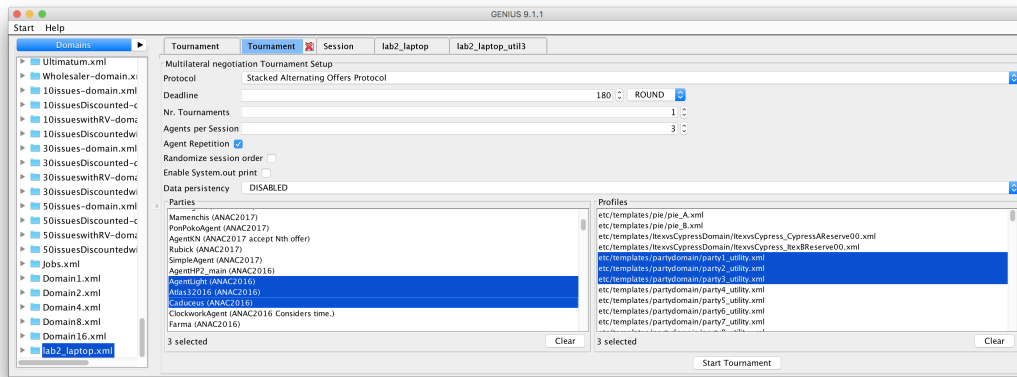 GENIUS 9.1.1
Start Help
Domains
Ultimatum.xml
Wholesaler-domain.x
10issues-domain.xml
10issuesDiscounted-d
10issueswithRV-doma
10issuesDiscountedwi
30issues-domain.xml
30issuesDiscounted-d
30issueswithRV-doma
30issuesDiscountedwi
50issues-domain.xml
50issuesDiscounted-d
50issueswithRV-doma
50issuesDiscountedwi
Jobs.xml
Domain1.xml
Domain2.xml
Domain4.xml
Domain8.xml
Domain16.xml
lab2_laptop.xml
Tournament Tournament Session lab2_laptop lab2_laptop_util3
Multilateral negotiation Tournament Setup
Protocol Stacked Alternating Offers Protocol
Deadline 180 ROUND
Nr. Tournaments 1
Agents per Session 3
Agent Repetition
Randomize session order
Enable System.out print
Data persistency DISABLED
Parties
Mamenchis (ANAC2017)
PonPokoAgent (ANAC2017)
AgentKN (ANAC2017 accept Nth offer)
Rubick (ANAC2017)
SimpleAgent (ANAC2017)
AgentHP2_main (ANAC2016)
AgentLight (ANAC2016)
Atlas32016 (ANAC2016)
Caduceus (ANAC2016)
ClockworkAgent (ANAC2016 Considers time.)
Farma (ANAC2016)
3 selected Clear
Profiles
etc/templates/pie/pie_A.xml
etc/templates/pie/pie_B.xml
etc/templates/ItexvsCypressDomain/ItexvsCypress_CypressAReserve00.xml
etc/templates/ItexvsCypressDomain/ItexvsCypress_ItexBReserve00.xml
etc/templates/partydomain/party1_utility.xml
etc/templates/partydomain/party2_utility.xml
etc/templates/partydomain/party3_utility.xml
etc/templates/partydomain/party4_utility.xml
etc/templates/partydomain/party5_utility.xml
etc/templates/partydomain/party6_utility.xml
etc/templates/partydomain/party7_utility.xml
3 selected Clear
Start Tournament